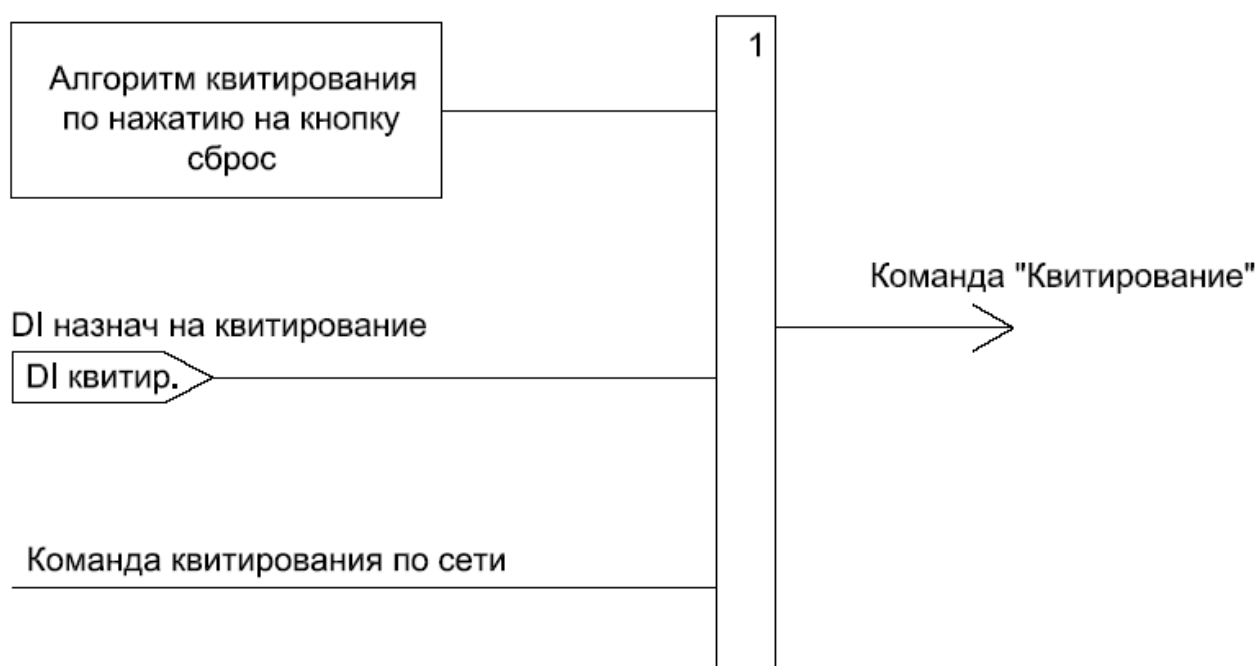 1
Алгоритм квитирования
по нажатию на кнопку
сброс
Команда "Квитирование"
DI назнач на квитирование
DI квитир.
Команда квитирования по сети